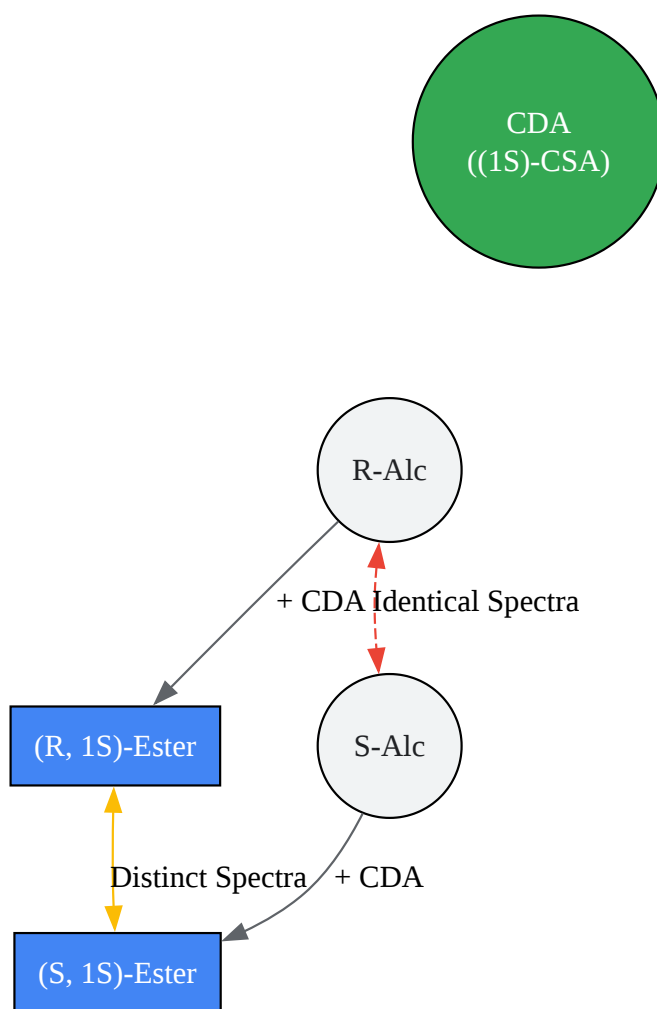 CDA
((1S)-CSA)
R-Alc
+ CDA
Identical Spectra
(R, 1S)-Ester
S-Alc
Distinct Spectra
+ CDA
(S, 1S)-Ester